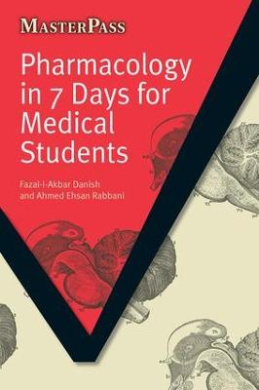 MASTERPASS
Pharmacology
in 7 Days for
Medical
Students
Fazal-I-Akbar Danish
and Ahmed Ehsan Rabbani